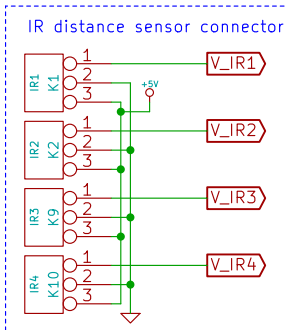 IR distance sensor connector
+5V
IR1 K1 1 2 3 V_IR1
IR2 K2 1 2 3 V_IR2
IR3 K9 1 2 3 V_IR3
IR4 K10 1 2 3 V_IR4